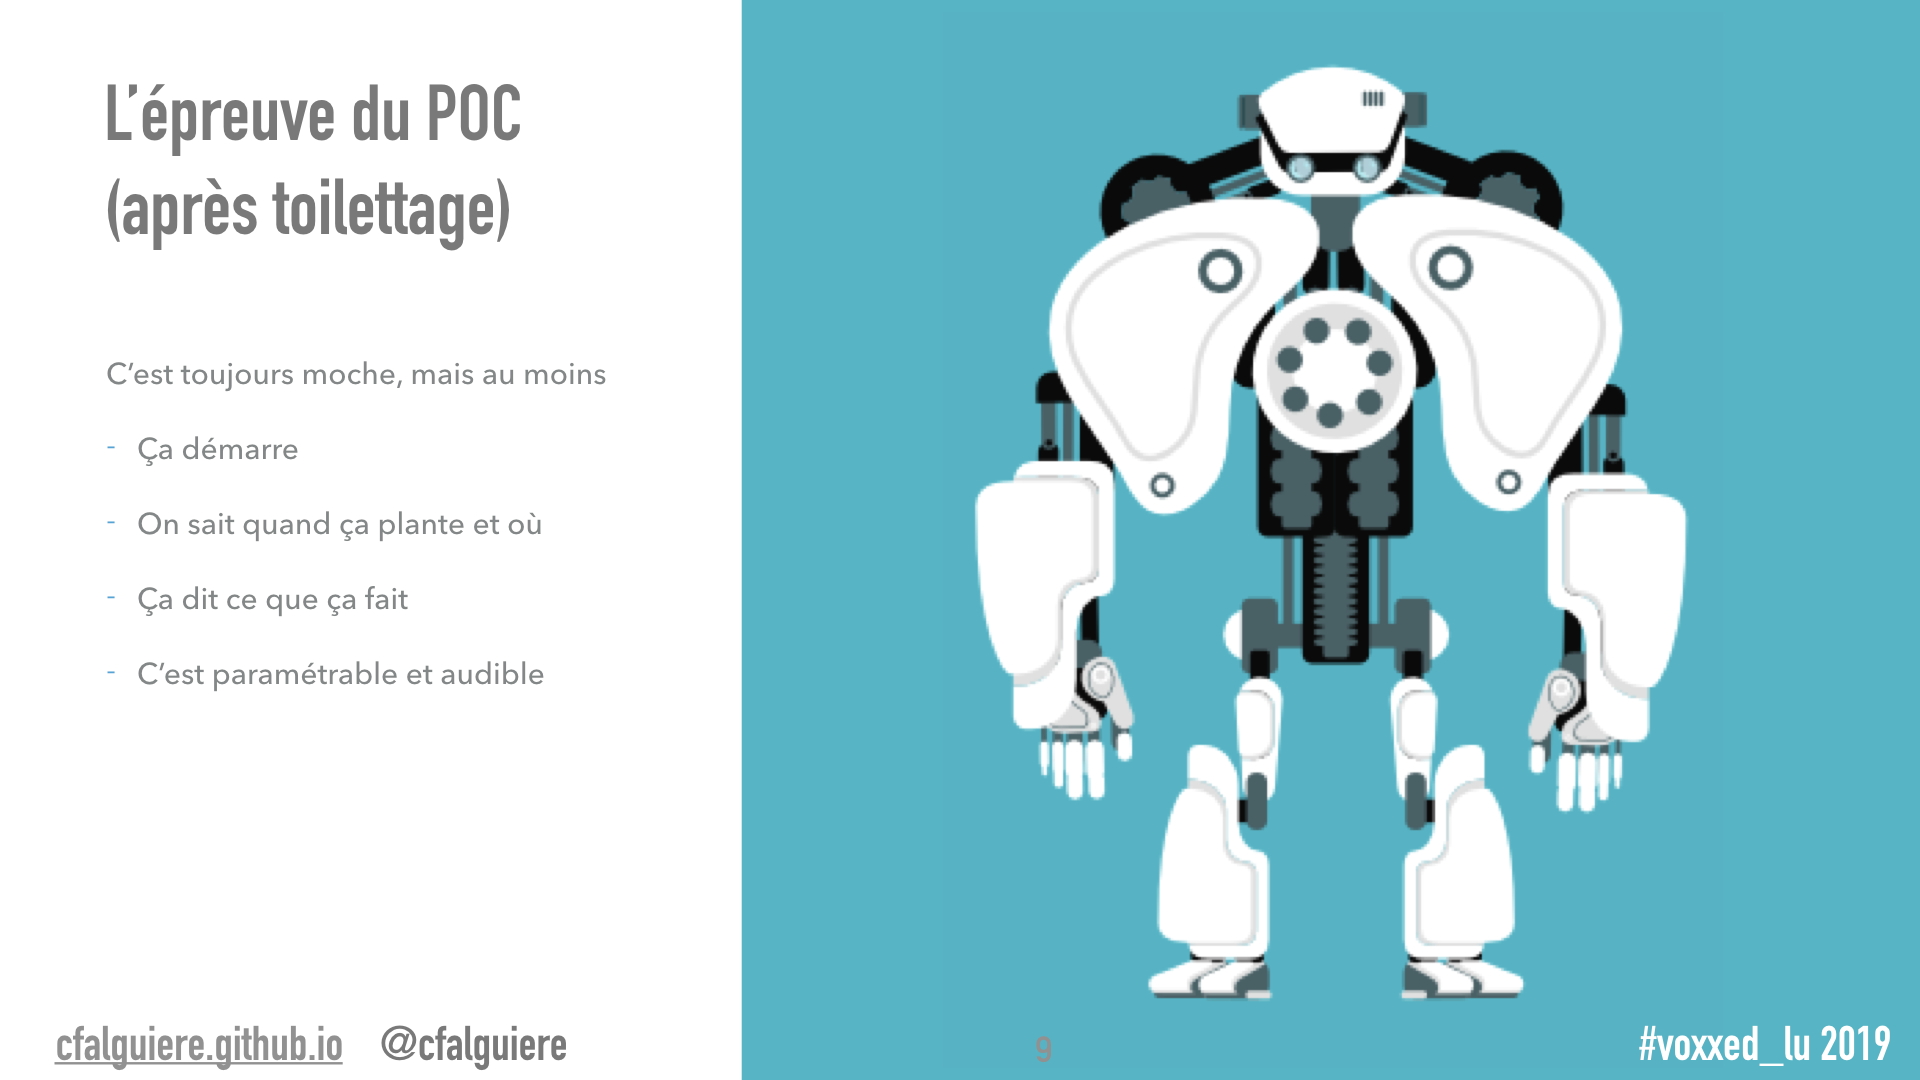 L’épreuve du POC
(après toilettage)
C’est toujours moche, mais au moins
- Ça démarre
- On sait quand ça plante et où
- Ça dit ce que ça fait
- C’est paramétrable et audible
cfalguiere.github.io @cfalguiere
9
#voxxed_lu 2019